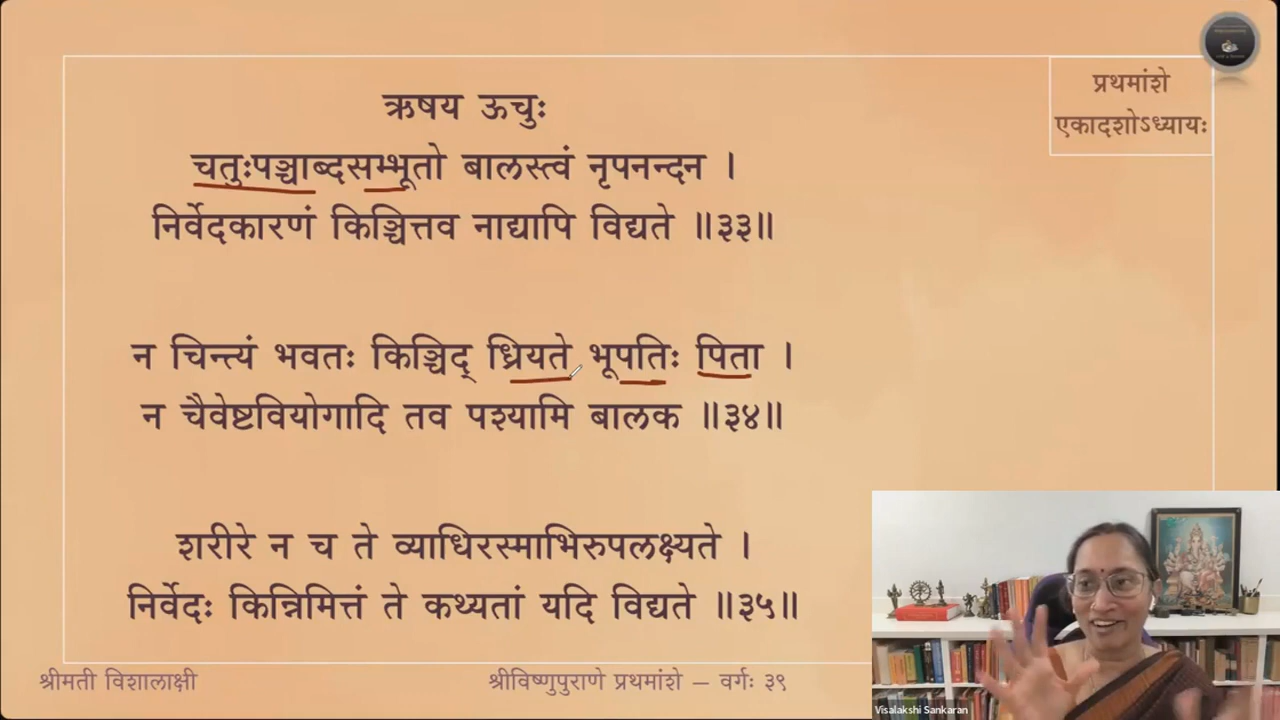 प्रथमांशे
एकादशोऽध्यायः
ऋषय ऊचुः
चतुःपञ्चाब्दसम्भूतो बालस्त्वं नृपनन्दन ।
निर्वेदकारणं किञ्चित्तव नाद्यापि विद्यते ॥३३॥
न चिन्त्यं भवतः किञ्चिद् ध्रियते भूपतिः पिता ।
न चैवेष्टवियोगादि तव पश्यामि बालक ॥३४॥
शरीरे न च ते व्याधिरस्माभिरुपलक्ष्यते ।
निर्वेदः किन्निमित्तं ते कथ्यतां यदि विद्यते ॥३५॥
श्रीमती विशालाक्षी
श्रीविष्णुपुराणे प्रथमांशे – वर्गः ३९
Visalakshi Sankaran